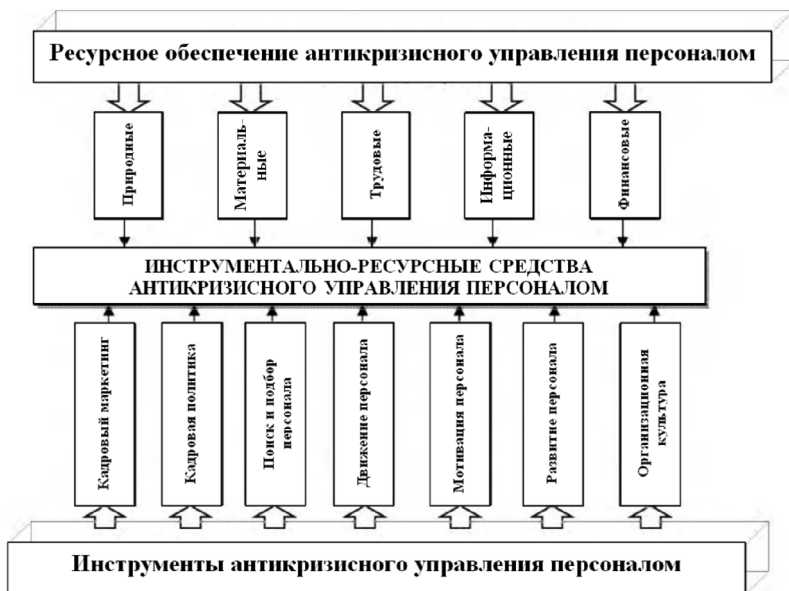 Ресурсное обеспечение антикризисного управления персоналом
Природные
Материаль-
ные
Трудовые
Информа-
ционные
Финансовые
ИНСТРУМЕНТАЛЬНО-РЕСУРСНЫЕ СРЕДСТВА
АНТИКРИЗИСНОГО УПРАВЛЕНИЯ ПЕРСОНАЛОМ
Кадровый маркетинг
Кадровая политика
Поиск и подбор
персонала
Движение персонала
Мотивация персонала
Развитие персонала
Организационная
культура
Инструменты антикризисного управления персоналом